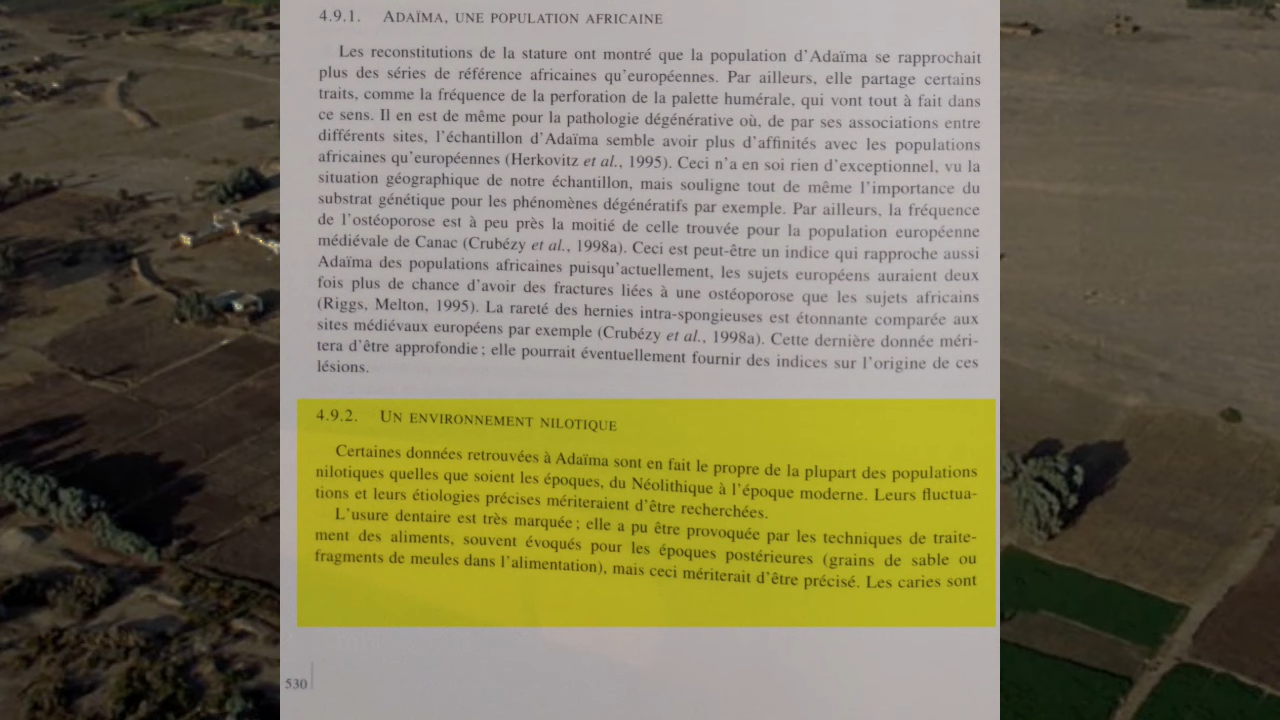 4.9.1. ADAÏMA, UNE POPULATION AFRICAINE
Les reconstitutions de la stature ont montré que la population d'Adaïma se rapprochait
plus des séries de référence africaines qu'européennes. Par ailleurs, elle partage certains
traits, comme la fréquence de la perforation de la palette humérale, qui vont tout à fait dans
ce sens. Il en est de même pour la pathologie dégénérative où, de par ses associations entre
différents sites, l'échantillon d'Adaïma semble avoir plus d'affinités avec les populations
africaines qu'européennes (Herkovitz et al., 1995). Ceci n'a en soi rien d'exceptionnel, vu la
situation géographique de notre échantillon, mais souligne tout de même l'importance du
substrat génétique pour les phénomènes dégénératifs par exemple. Par ailleurs, la fréquence
de l'ostéoporose est à peu près la moitié de celle trouvée pour la population européenne
médiévale de Canac (Crubézy et al., 1998a). Ceci est peut-être un indice qui rapproche aussi
Adaïma des populations africaines puisqu'actuellement, les sujets européens auraient deux
fois plus de chance d'avoir des fractures liées à une ostéoporose que les sujets africains
(Riggs, Melton, 1995). La rareté des hernies intra-spongieuses est étonnante comparée aux
sites médiévaux européens par exemple (Crubézy et al., 1998a). Cette dernière donnée méri-
tera d'être approfondie ; elle pourrait éventuellement fournir des indices sur l'origine de ces
lésions.
4.9.2. UN ENVIRONNEMENT NILOTIQUE
Certaines données retrouvées à Adaïma sont en fait le propre de la plupart des populations
nilotiques quelles que soient les époques, du Néolithique à l'époque moderne. Leurs fluctua-
tions et leurs étiologies précises mériteraient d'être recherchées.
L'usure dentaire est très marquée ; elle a pu être provoquée par les techniques de traite-
ment des aliments, souvent évoqués pour les époques postérieures (grains de sable ou
fragments de meules dans l'alimentation), mais ceci mériterait d'être précisé. Les caries sont
530